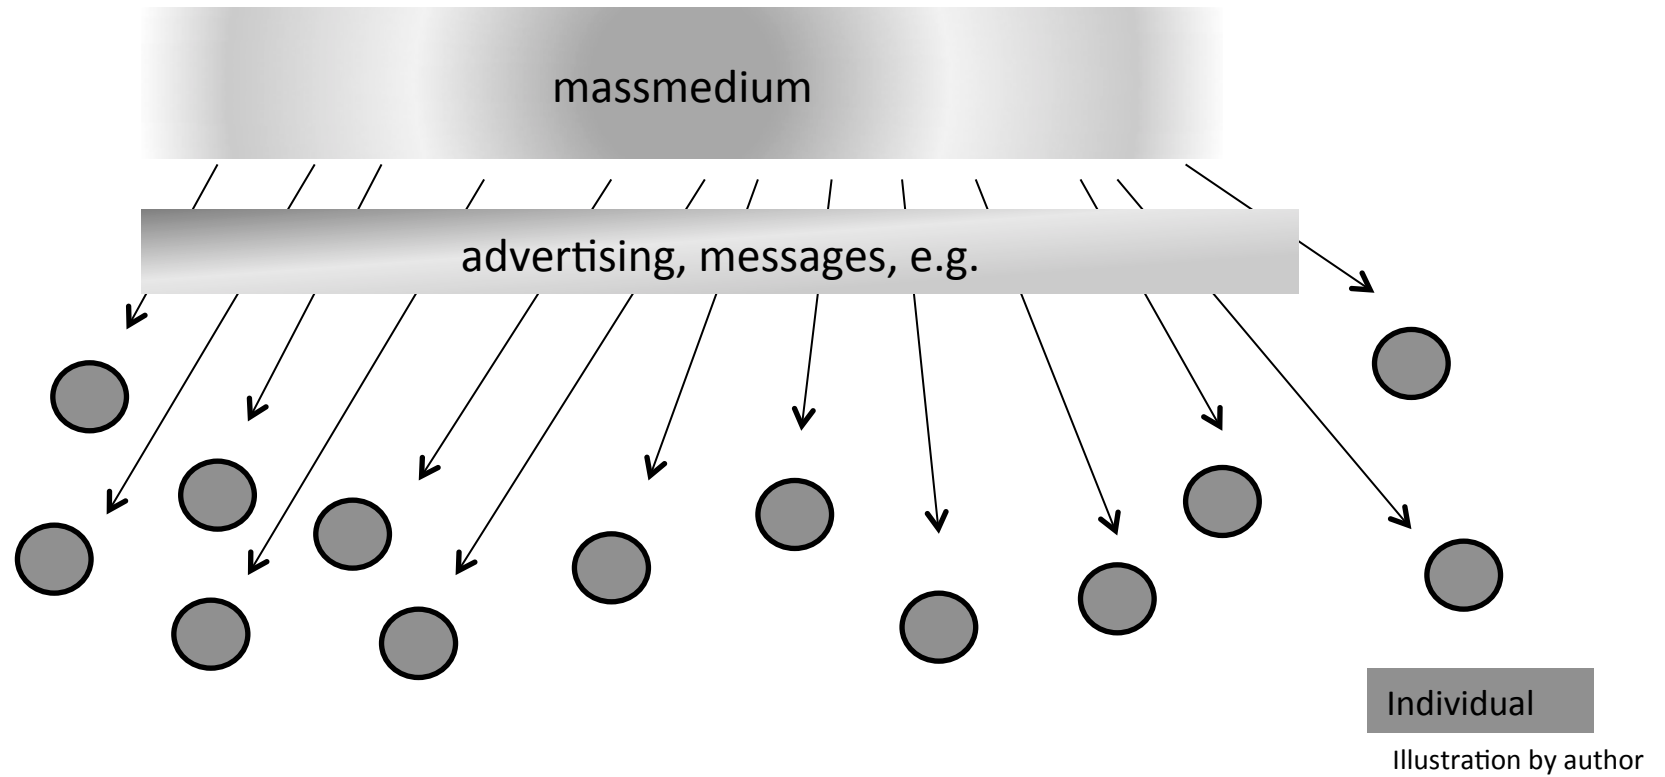 massmedium
advertising, messages, e.g.
Individual
Illustration by author